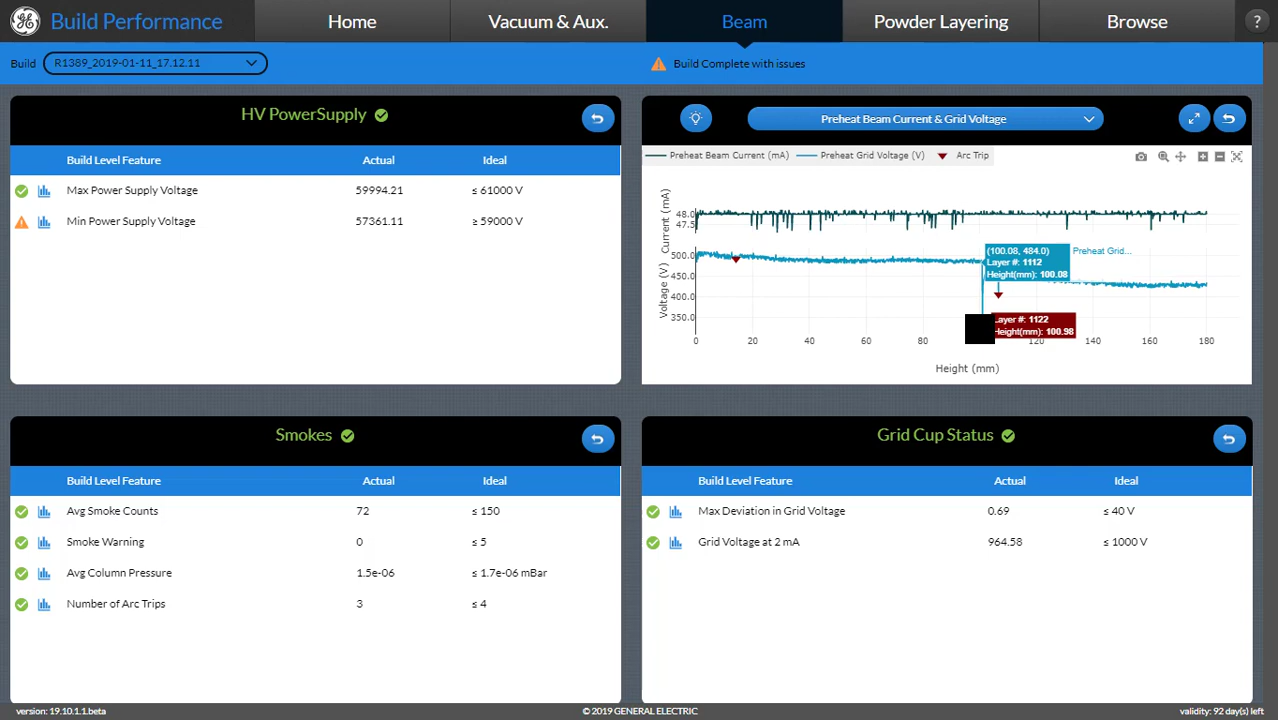 Build Performance
Home
Vacuum & Aux.
Beam
Powder Layering
Browse
?
Build
R1389_2019-01-11_17.12.11
Build Complete with issues
HV PowerSupply
Build Level Feature Actual Ideal
Max Power Supply Voltage 59994.21 ≤ 61000 V
Min Power Supply Voltage 57361.11 ≥ 59000 V
Preheat Beam Current & Grid Voltage
Preheat Beam Current (mA) Preheat Grid Voltage (V) Arc Trip
Current (mA)
48.0
47.5
Voltage (V)
500.0
450.0
400.0
350.0
(100.08, 484.0)
Layer #: 1112
Height(mm): 100.08
Preheat Grid...
Layer #: 1122
Height(mm): 100.98
0 20 40 60 80 120 140 160 180
Height (mm)
Smokes
Build Level Feature Actual Ideal
Avg Smoke Counts 72 ≤ 150
Smoke Warning 0 ≤ 5
Avg Column Pressure 1.5e-06 ≤ 1.7e-06 mBar
Number of Arc Trips 3 ≤ 4
Grid Cup Status
Build Level Feature Actual Ideal
Max Deviation in Grid Voltage 0.69 ≤ 40 V
Grid Voltage at 2 mA 964.58 ≤ 1000 V
version: 19.10.1.1.beta
© 2019 GENERAL ELECTRIC
validity: 92 day(s) left